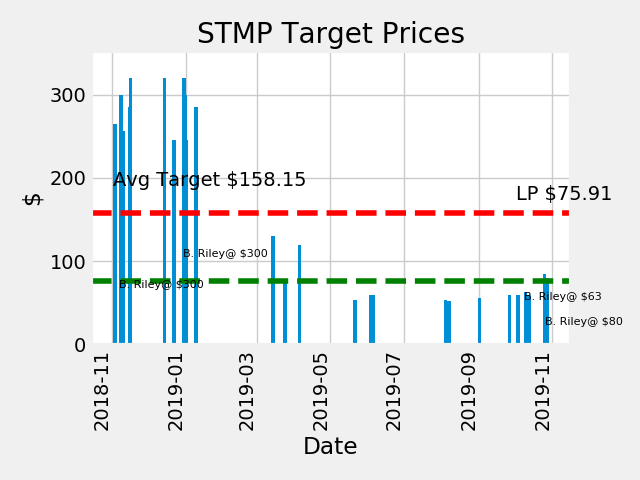 STMP Target Prices
300
200
100
0
$
Avg Target $158.15
LP $75.91
B. Riley@ $300
B. Riley@ $300
B. Riley@ $63
B. Riley@ $80
2018-11
2019-01
2019-03
2019-05
2019-07
2019-09
2019-11
Date